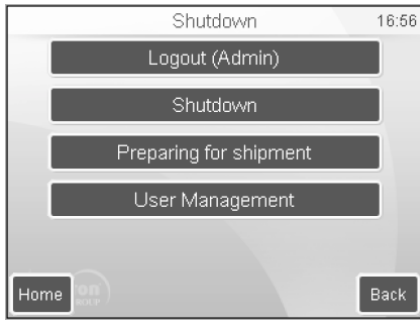 Shutdown 16:56
Logout (Admin)
Shutdown
Preparing for shipment
User Management
Home
Back